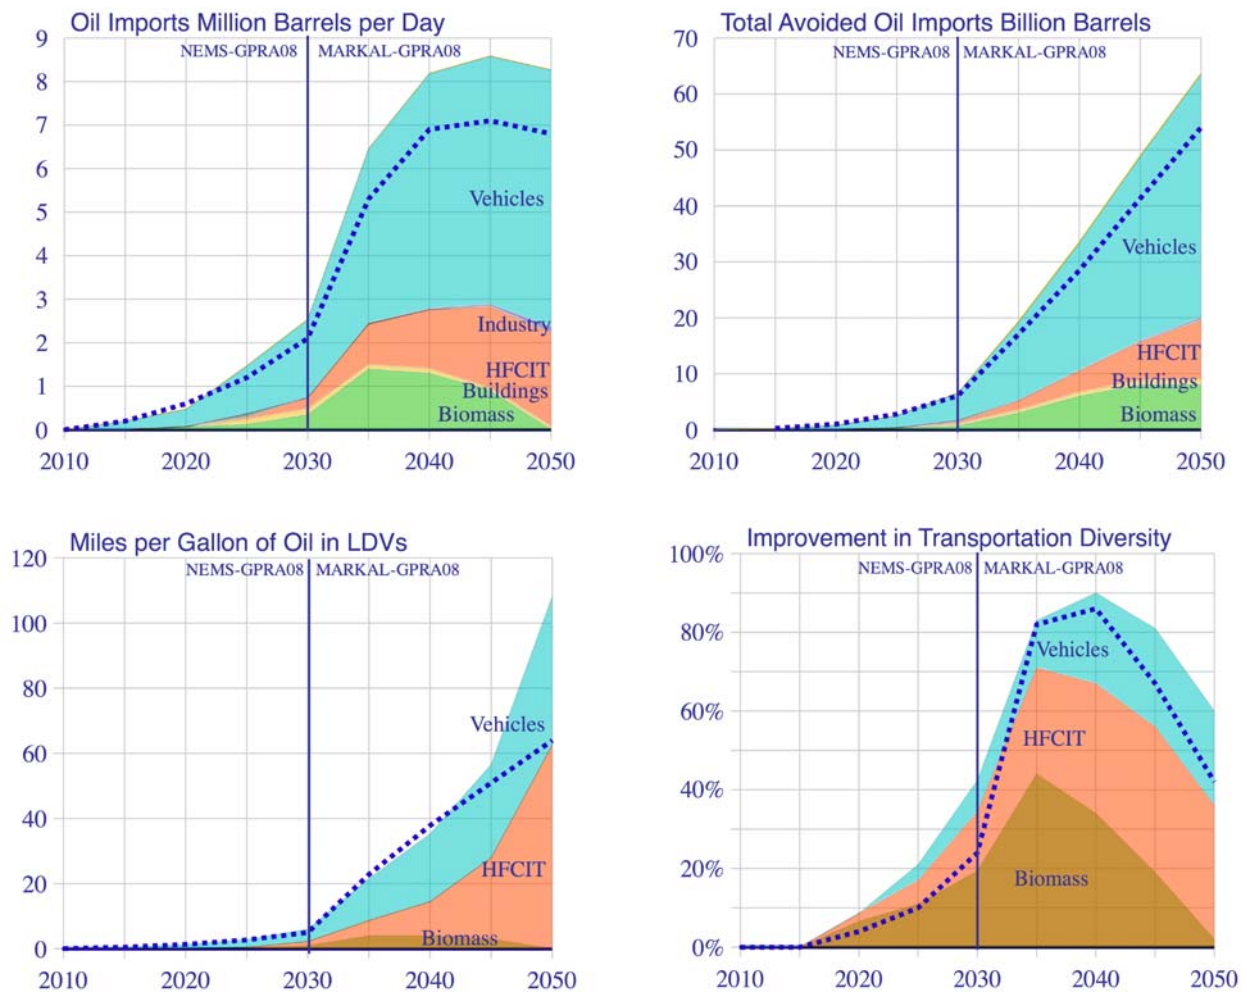 Oil Imports Million Barrels per Day
9
NEMS-GPRA08 MARKAL-GPRA08
8
7
6
Vehicles
5
4
3
Industry
2
HFCIT
1
Buildings
Biomass
0
2010 2020 2030 2040 2050
Total Avoided Oil Imports Billion Barrels
70
NEMS-GPRA08 MARKAL-GPRA08
60
50
40
Vehicles
30
20
HFCIT
10
Buildings
Biomass
0
2010 2020 2030 2040 2050
Miles per Gallon of Oil in LDVs
120
NEMS-GPRA08 MARKAL-GPRA08
100
80
Vehicles
60
40
HFCIT
20
Biomass
0
2010 2020 2030 2040 2050
Improvement in Transportation Diversity
100%
NEMS-GPRA08 MARKAL-GPRA08
80%
Vehicles
60%
HFCIT
40%
20%
Biomass
0%
2010 2020 2030 2040 2050